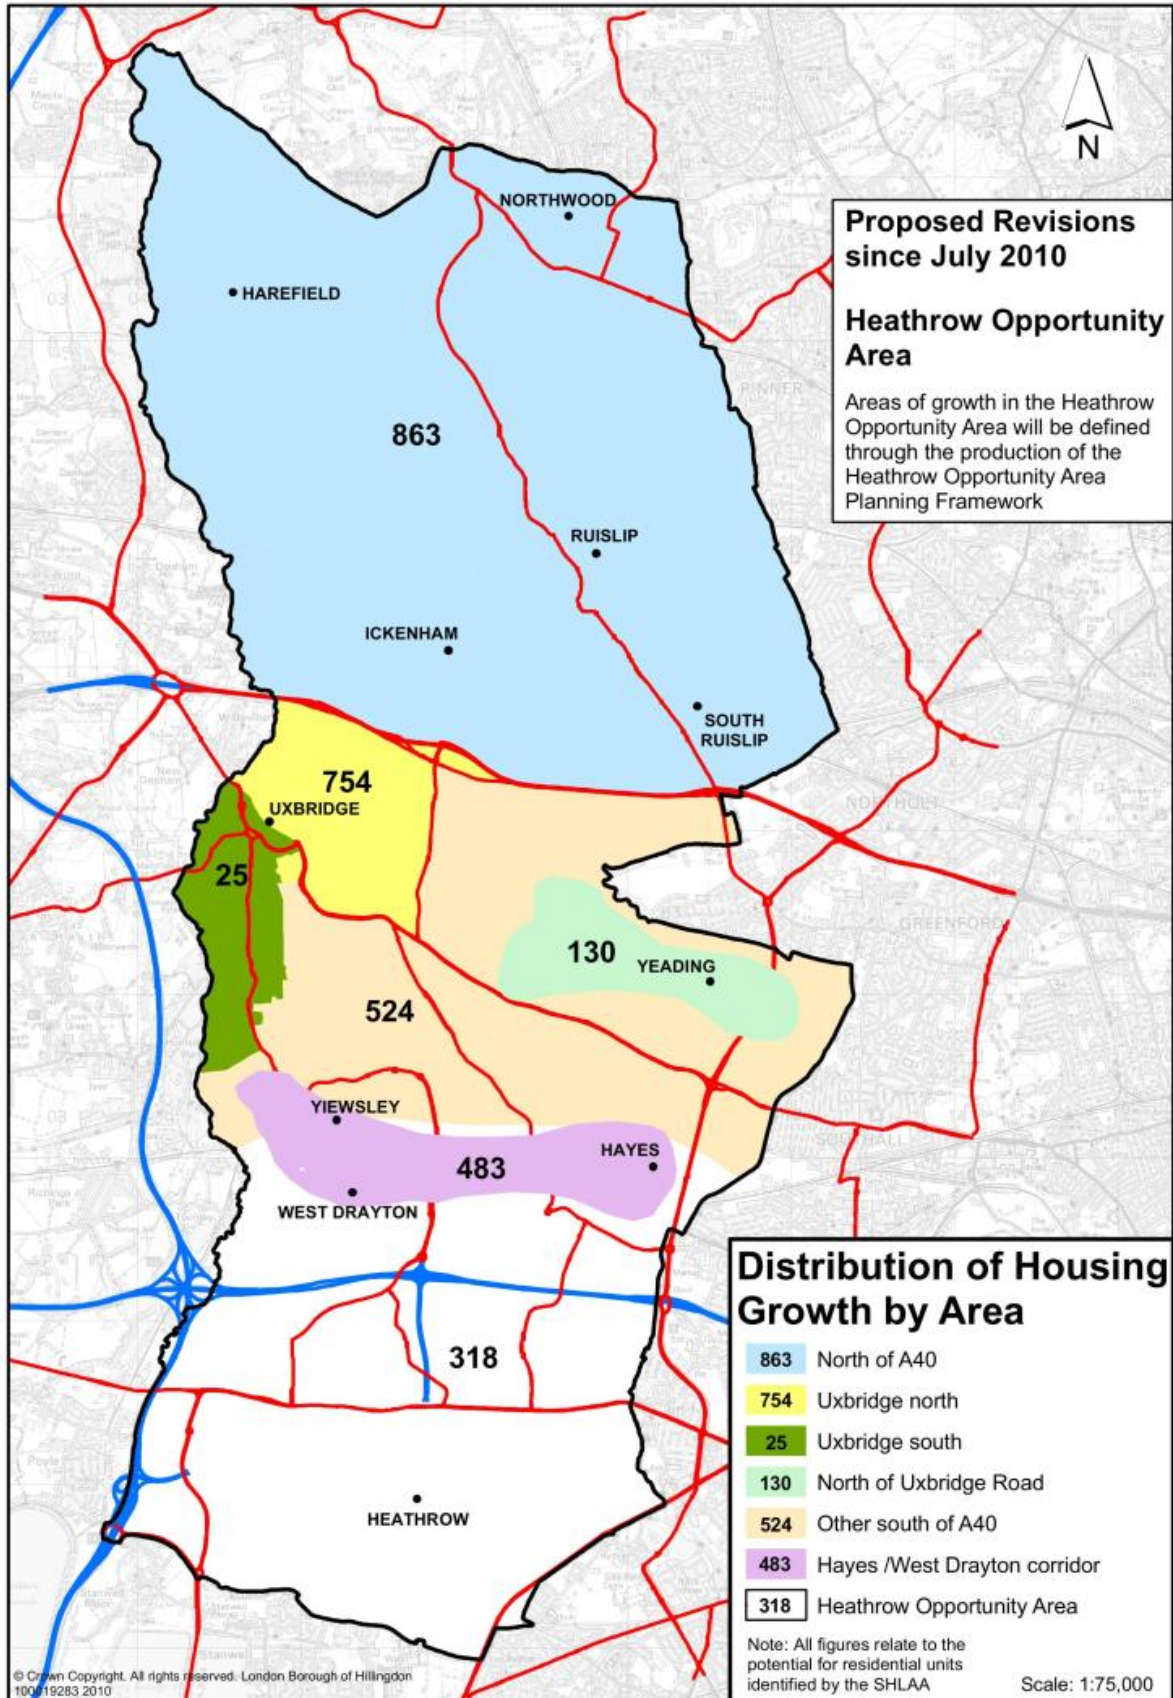 N
Proposed Revisions
since July 2010
Heathrow Opportunity
Area
Areas of growth in the Heathrow
Opportunity Area will be defined
through the production of the
Heathrow Opportunity Area
Planning Framework
NORTHWOOD
HAREFIELD
PINNER
863
RUISLIP
ICKENHAM
SOUTH
RUISLIP
754
UXBRIDGE
NORTHOLT
25
GREENFORD
130
YEADING
524
YIEWSLEY
SOUTHALL
HAYES
483
WEST DRAYTON
318
HEATHROW
Distribution of Housing
Growth by Area
863 North of A40
754 Uxbridge north
25 Uxbridge south
130 North of Uxbridge Road
524 Other south of A40
483 Hayes /West Drayton corridor
318 Heathrow Opportunity Area
Note: All figures relate to the
potential for residential units
identified by the SHLAA
Scale: 1:75,000
© Crown Copyright. All rights reserved. London Borough of Hillingdon
100019283 2010